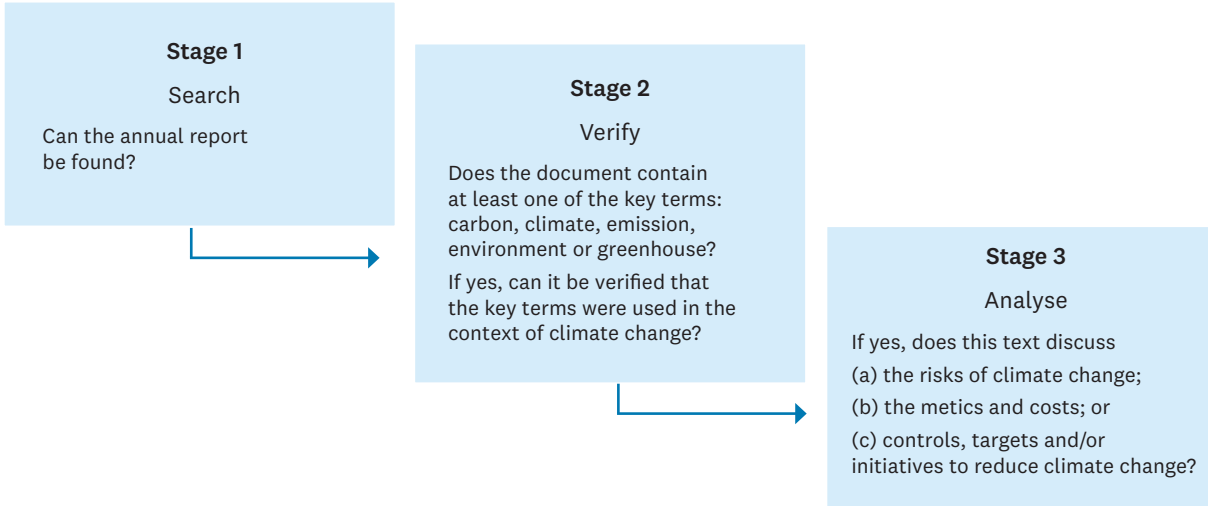 Stage 1
Search
Can the annual report
be found?
Stage 2
Verify
Does the document contain
at least one of the key terms:
carbon, climate, emission,
environment or greenhouse?
If yes, can it be verified that
the key terms were used in the
context of climate change?
Stage 3
Analyse
If yes, does this text discuss
(a) the risks of climate change;
(b) the metics and costs; or
(c) controls, targets and/or
initiatives to reduce climate change?